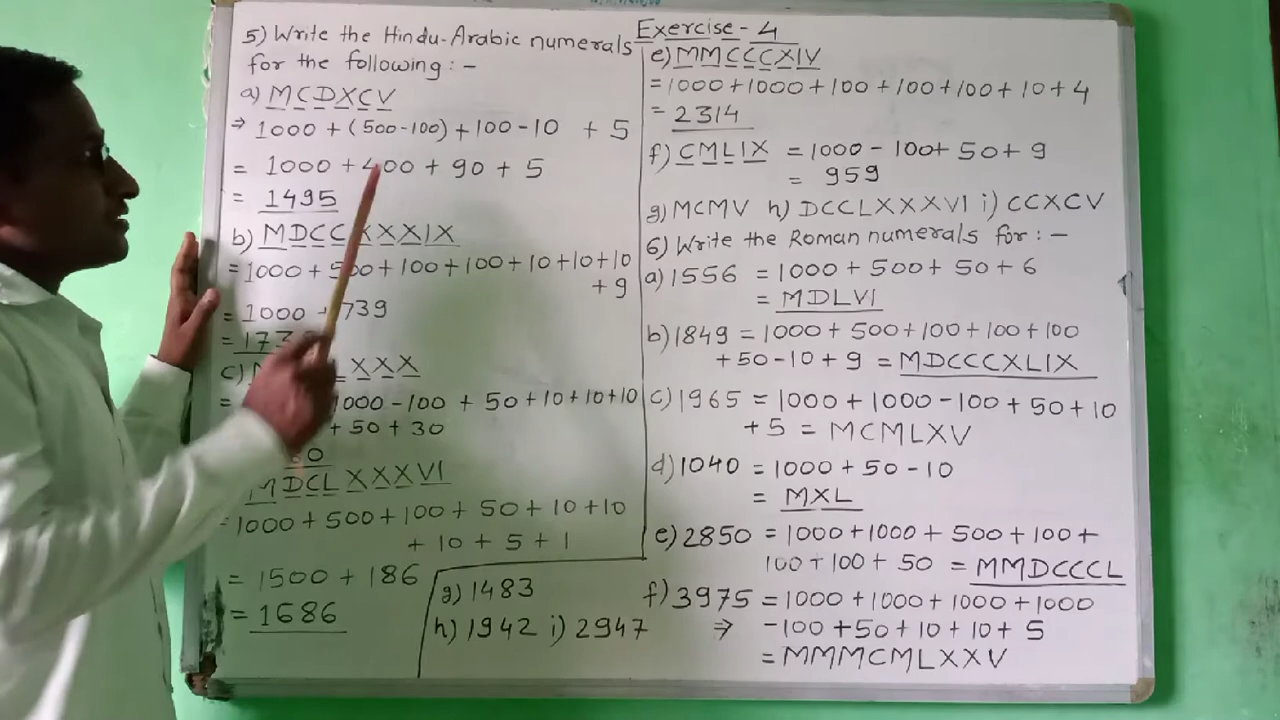 Exercise - 4
5) Write the Hindu-Arabic numerals
for the following : -
a) MCDXCV
⇒ 1000 + (500-100) + 100 - 10 + 5
= 1000 + 400 + 90 + 5
= 1495
b) MDCCXXXIX
= 1000 + 500 + 100 + 100 + 10 + 10 + 10
+ 9
= 1000 + 739
= 173
c) XXX
= 1000 - 100 + 50 + 10 + 10 + 10
+ 50 + 30
MDCLXXXVI
= 1000 + 500 + 100 + 50 + 10 + 10
+ 10 + 5 + 1
= 1500 + 186
= 1686
e) MMCCCXIV
= 1000 + 1000 + 100 + 100 + 100 + 10 + 4
= 2314
f) CMLIX = 1000 - 100 + 50 + 9
= 959
g) MCMV h) DCCLXXXVI i) CCXCV
6) Write the Roman numerals for : -
a) 1556 = 1000 + 500 + 50 + 6
= MDLVI
b) 1849 = 1000 + 500 + 100 + 100 + 100
+ 50 - 10 + 9 = MDCCCXLIX
c) 1965 = 1000 + 1000 - 100 + 50 + 10
+ 5 = MCMLXV
d) 1040 = 1000 + 50 - 10
= MXL
e) 2850 = 1000 + 1000 + 500 + 100 +
100 + 100 + 50 = MMDCCCL
f) 3975 = 1000 + 1000 + 1000 + 1000
⇒ - 100 + 50 + 10 + 10 + 5
= MMMCMLXXV
g) 1483
h) 1942 i) 2947